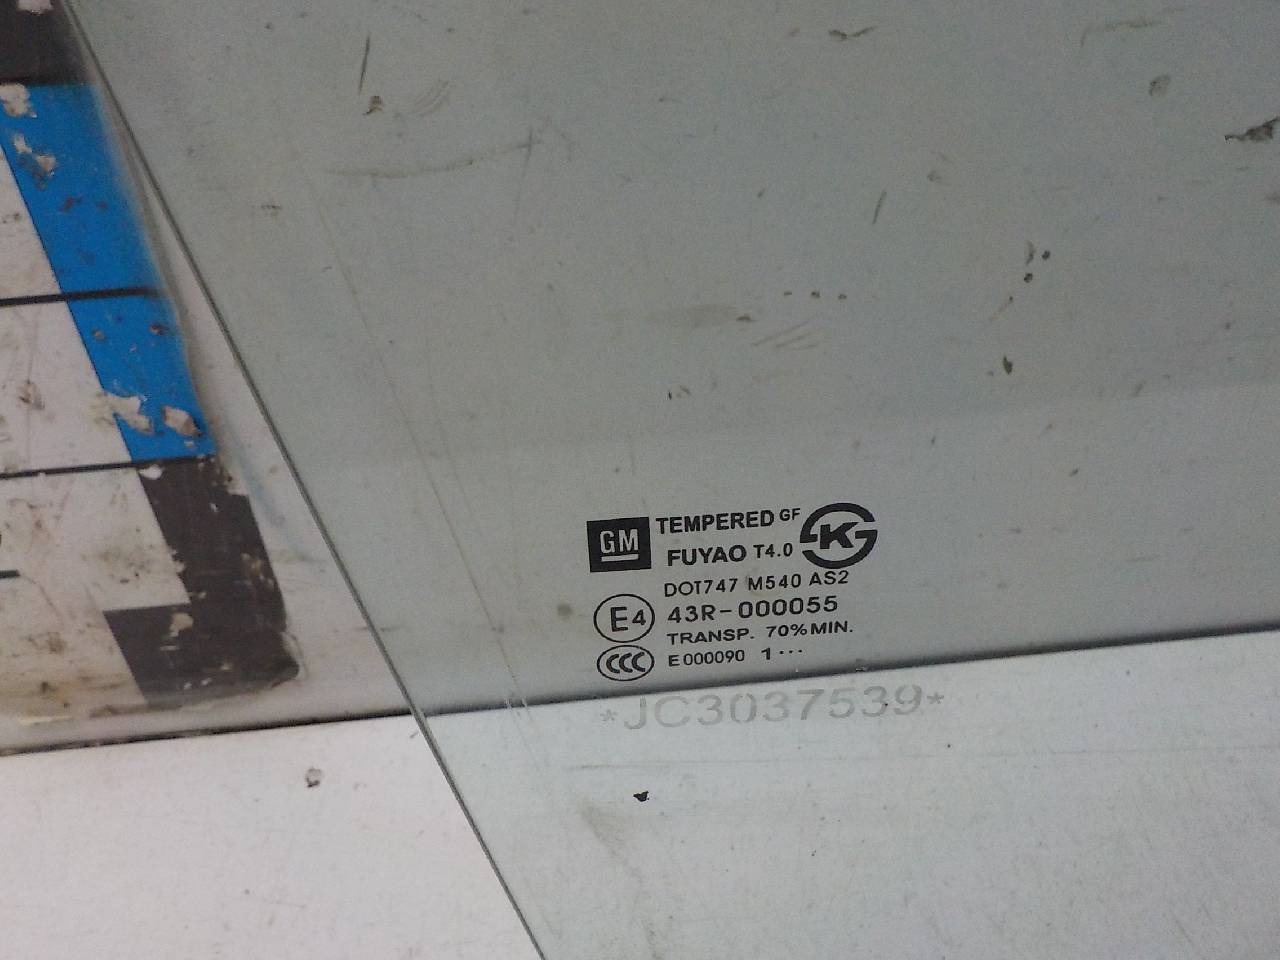 GM TEMPERED GF
FUYAO T4.0
K
DOT747 M540 AS2
E4 43R-000055
TRANSP. 70%MIN.
CCC E000090 1···
*JC3037539*